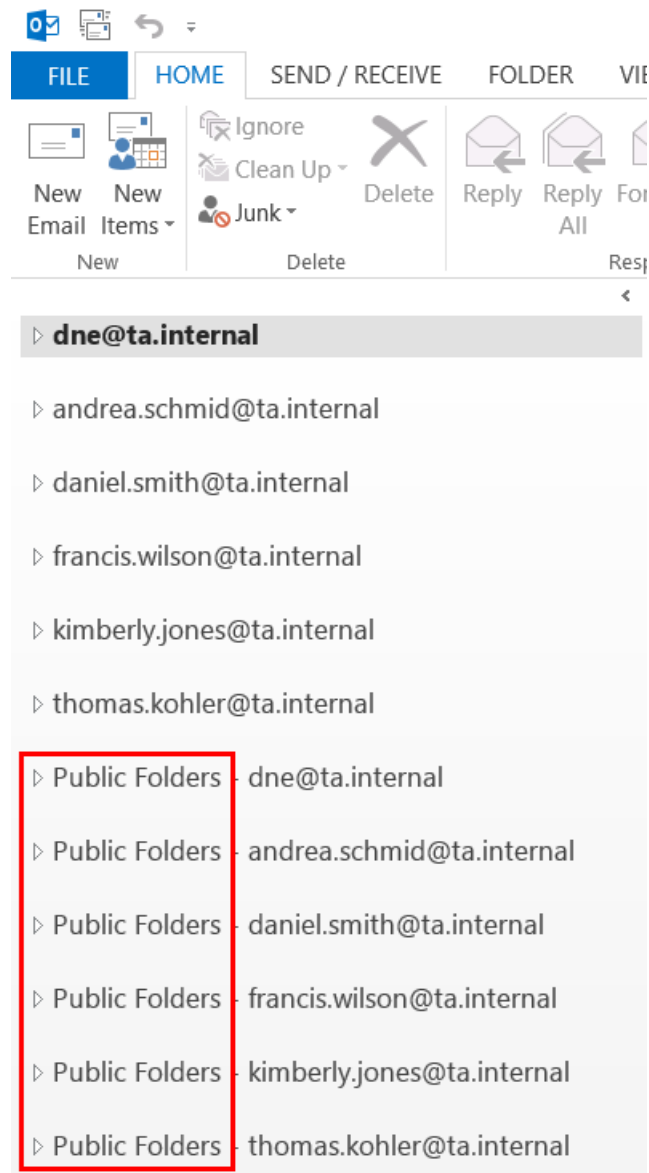 FILE HOME SEND / RECEIVE FOLDER
Ignore
Clean Up
Junk
New Email
New Items
Delete
Reply
Reply All
New
Delete
dne@ta.internal
andrea.schmid@ta.internal
daniel.smith@ta.internal
francis.wilson@ta.internal
kimberly.jones@ta.internal
thomas.kohler@ta.internal
Public Folders - dne@ta.internal
Public Folders - andrea.schmid@ta.internal
Public Folders - daniel.smith@ta.internal
Public Folders - francis.wilson@ta.internal
Public Folders - kimberly.jones@ta.internal
Public Folders - thomas.kohler@ta.internal